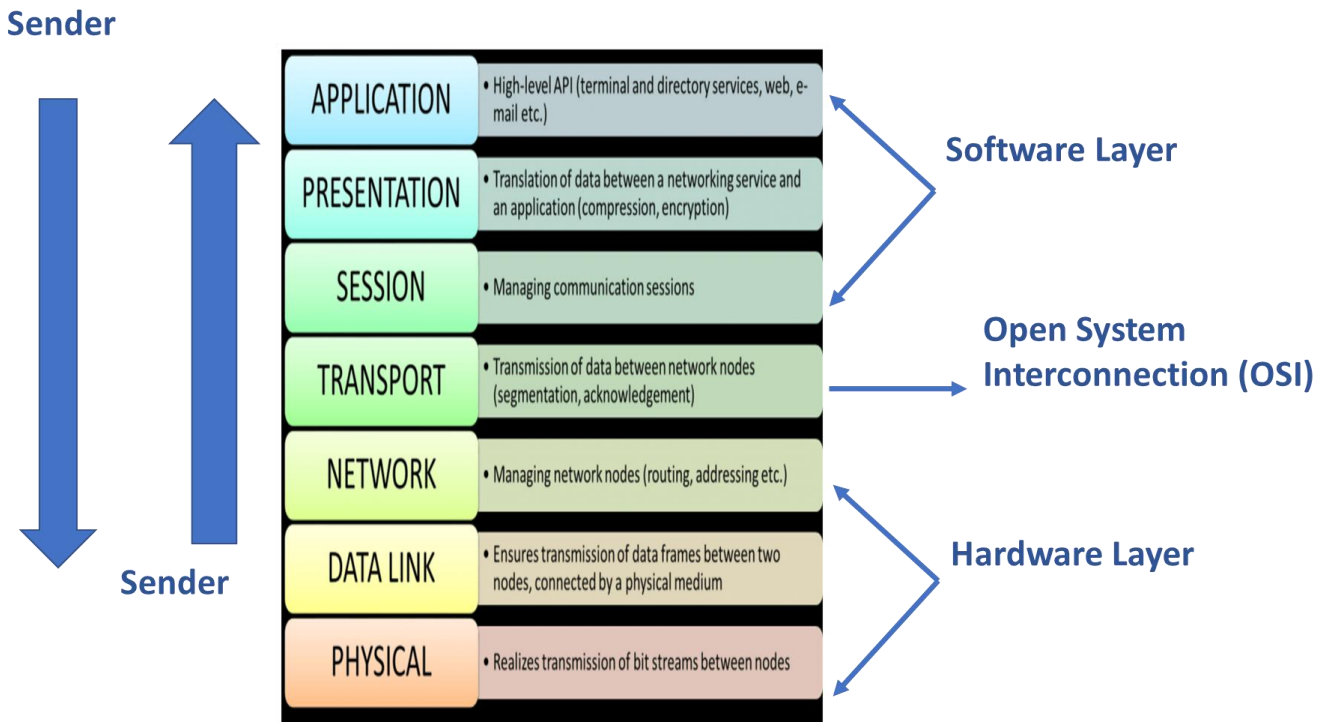 Sender
APPLICATION
• High-level API (terminal and directory services, web, e-
mail etc.)
PRESENTATION
• Translation of data between a networking service and
an application (compression, encryption)
SESSION
• Managing communication sessions
TRANSPORT
• Transmission of data between network nodes
(segmentation, acknowledgement)
NETWORK
• Managing network nodes (routing, addressing etc.)
DATA LINK
• Ensures transmission of data frames between two
nodes, connected by a physical medium
PHYSICAL
• Realizes transmission of bit streams between nodes
Sender
Software Layer
Open System
Interconnection (OSI)
Hardware Layer